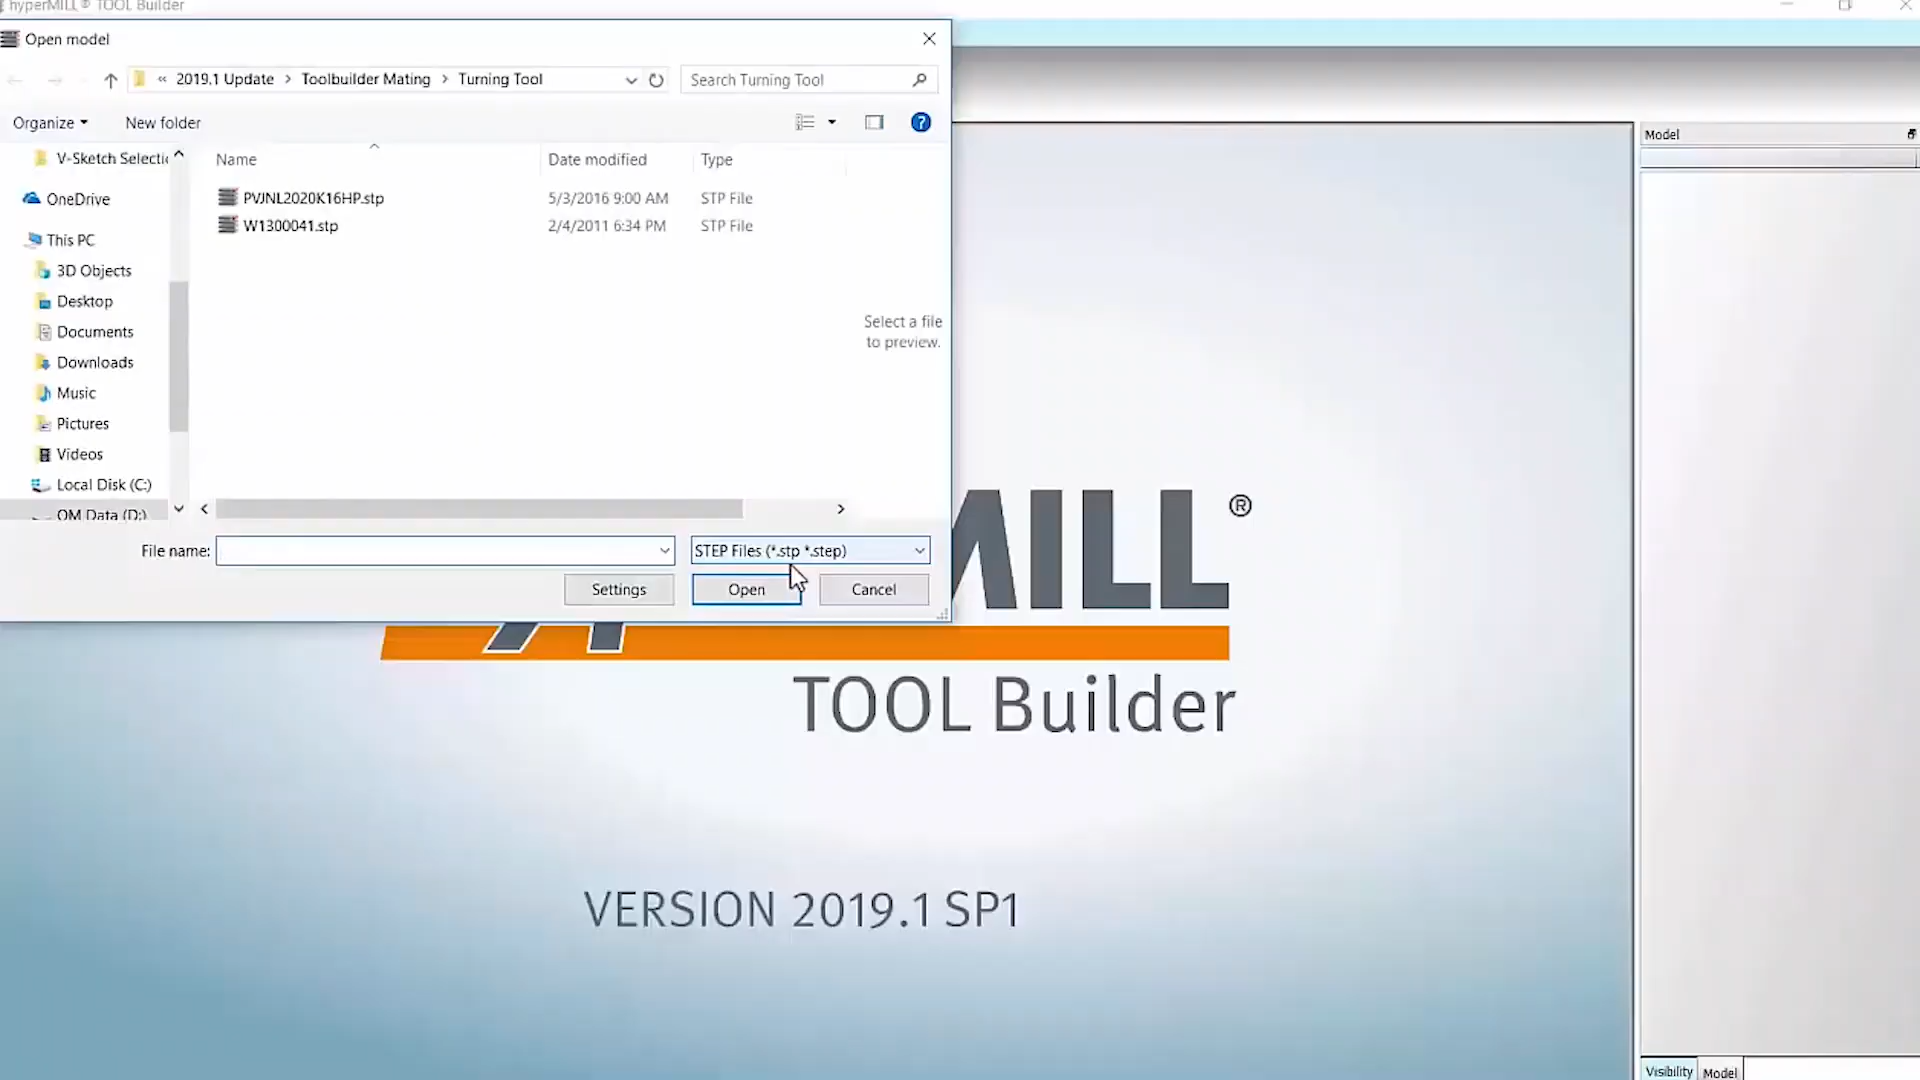 hyperMILL® TOOL Builder
Open model
« 2019.1 Update > Toolbuilder Mating > Turning Tool
Search Turning Tool
Organize
New folder
?
Name
Date modified
Type
PVJNL2020K16HP.stp
5/3/2016 9:00 AM
STP File
W1300041.stp
2/4/2011 6:34 PM
STP File
V-Sketch Selectio
OneDrive
This PC
3D Objects
Desktop
Documents
Downloads
Music
Pictures
Videos
Local Disk (C:)
OM Data (D:)
Select a file
to preview.
File name:
STEP Files (*.stp *.step)
Settings
Open
Cancel
MILL®
TOOL Builder
VERSION 2019.1 SP1
Model
Visibility
Model